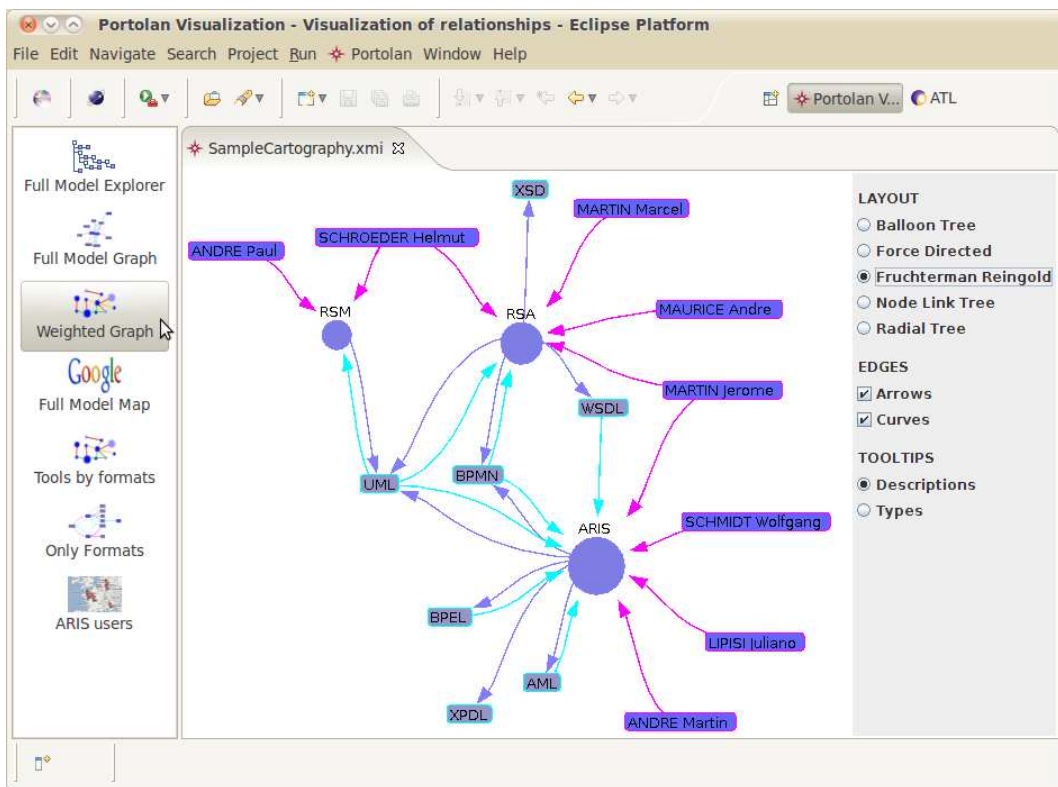 Portolan Visualization - Visualization of relationships - Eclipse Platform
File Edit Navigate Search Project Run Portolan Window Help
Portolan V... ATL
SampleCartography.xmi
Full Model Explorer
Full Model Graph
Weighted Graph
Google
Full Model Map
Tools by formats
Only Formats
ARIS users
XSD
MARTIN Marcel
SCHROEDER Helmut
ANDRE Paul
RSM
RSA
MAURICE Andre
MARTIN Jerome
WSDL
UML
BPMN
SCHMIDT Wolfgang
ARIS
BPEL
LIPISI Juliano
AML
XPDL
ANDRE Martin
LAYOUT
Balloon Tree
Force Directed
Fruchterman Reingold
Node Link Tree
Radial Tree
EDGES
Arrows
Curves
TOOLTIPS
Descriptions
Types